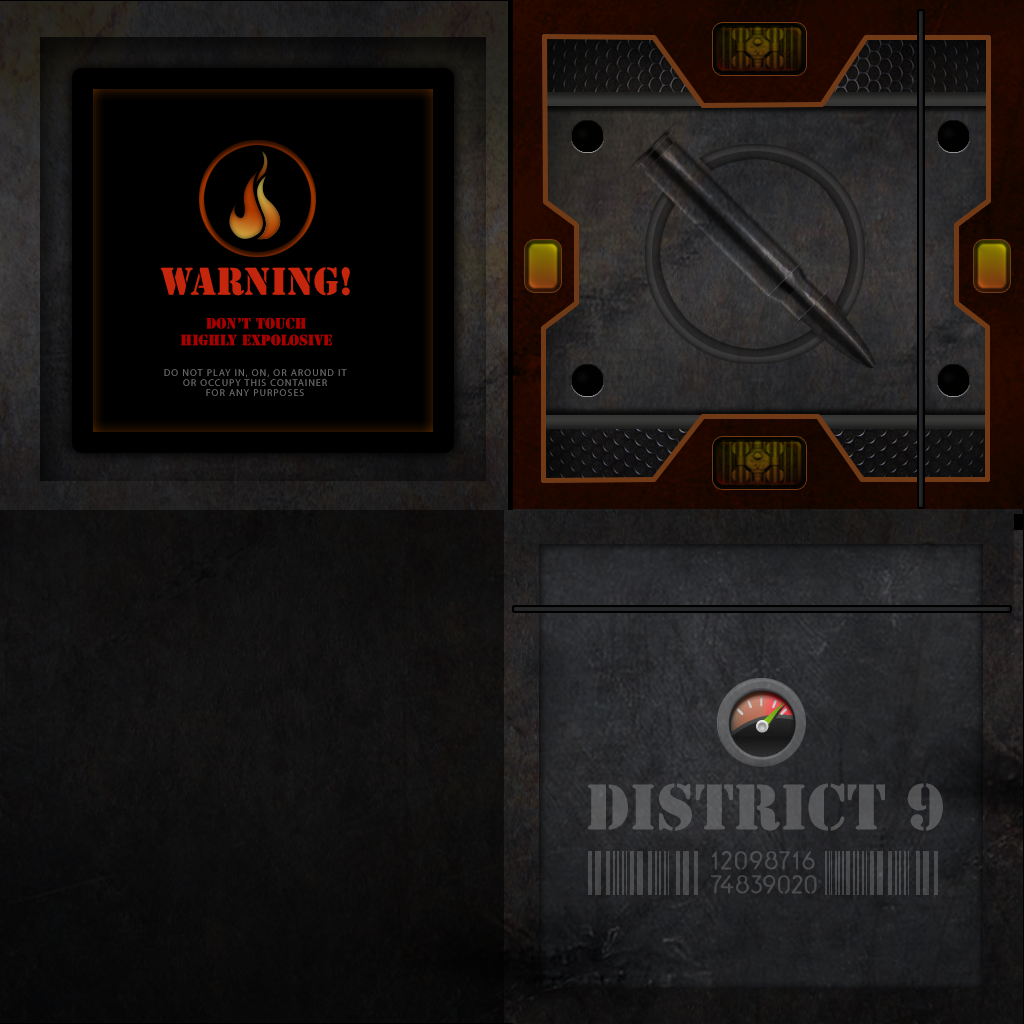 WARNING!
DON'T TOUCH
HIGHLY EXPOLOSIVE
DO NOT PLAY IN, ON, OR AROUND IT
OR OCCUPY THIS CONTAINER
FOR ANY PURPOSES
DISTRICT 9
12098716
74839020